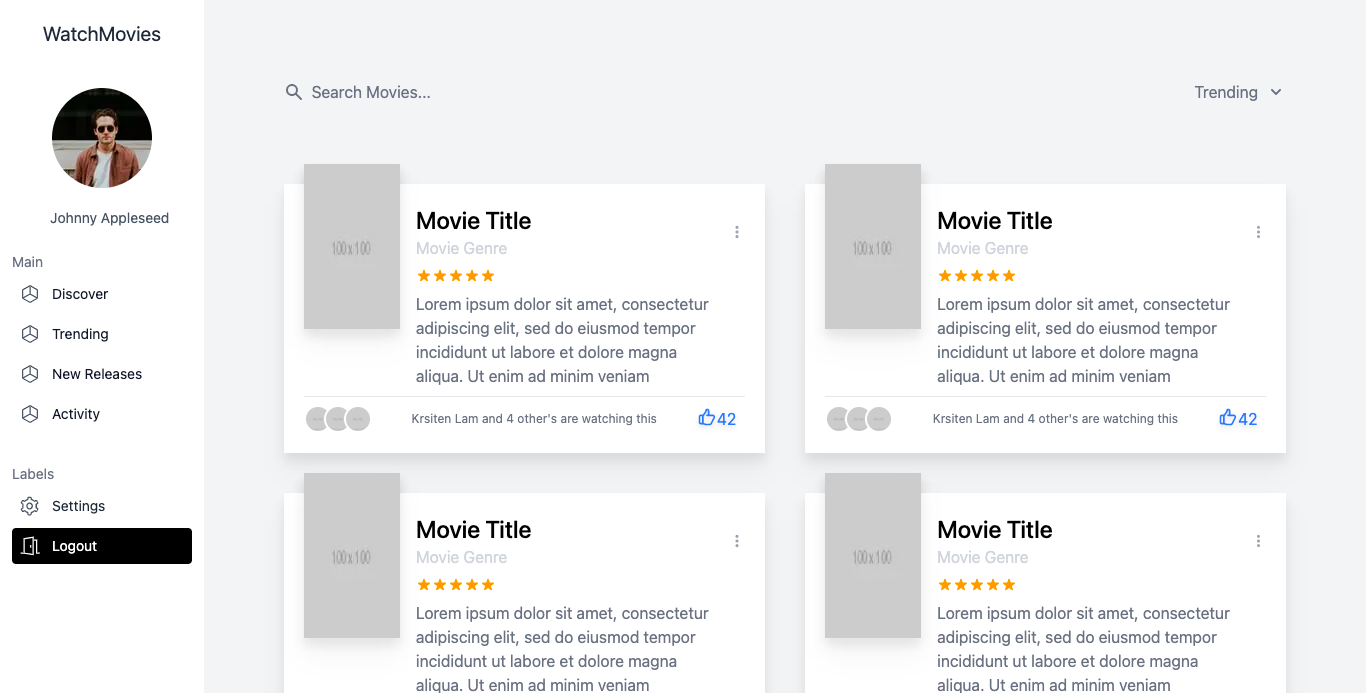 WatchMovies
Johnny Appleseed
Main
Discover
Trending
New Releases
Activity
Labels
Settings
Logout
Search Movies...
Trending
100x100
Movie Title
Movie Genre
Lorem ipsum dolor sit amet, consectetur
adipiscing elit, sed do eiusmod tempor
incididunt ut labore et dolore magna
aliqua. Ut enim ad minim veniam
Krsiten Lam and 4 other's are watching this
42
100x100
Movie Title
Movie Genre
Lorem ipsum dolor sit amet, consectetur
adipiscing elit, sed do eiusmod tempor
incididunt ut labore et dolore magna
aliqua. Ut enim ad minim veniam
Krsiten Lam and 4 other's are watching this
42
100x100
Movie Title
Movie Genre
Lorem ipsum dolor sit amet, consectetur
adipiscing elit, sed do eiusmod tempor
incididunt ut labore et dolore magna
aliqua. Ut enim ad minim veniam
100x100
Movie Title
Movie Genre
Lorem ipsum dolor sit amet, consectetur
adipiscing elit, sed do eiusmod tempor
incididunt ut labore et dolore magna
aliqua. Ut enim ad minim veniam